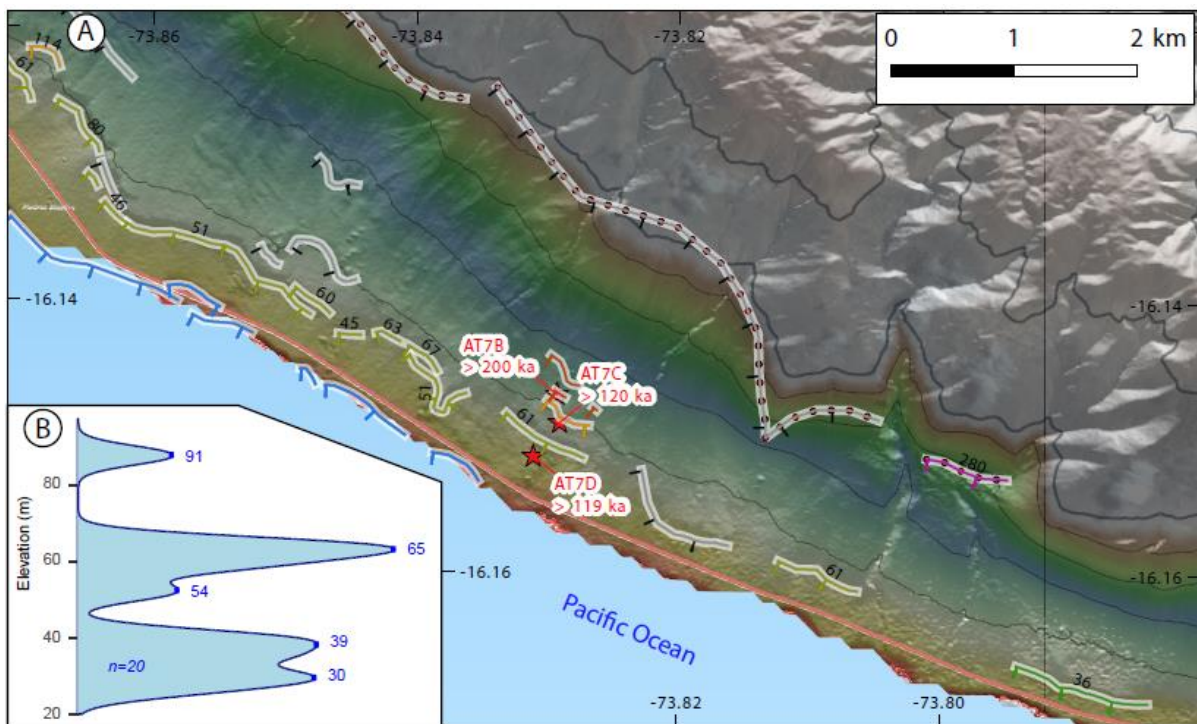 A
-73.86
-73.84
-73.82
0 1 2 km
114
61
80
46
51
-16.14
-16.14
60
45
63
67
51
AT7B
> 200 ka
AT7C
> 120 ka
61
AT7D
> 119 ka
280
-16.16
-16.16
61
Pacific Ocean
36
-73.82
-73.80
B
Elevation (m)
80
60
40
20
91
65
54
39
30
n=20